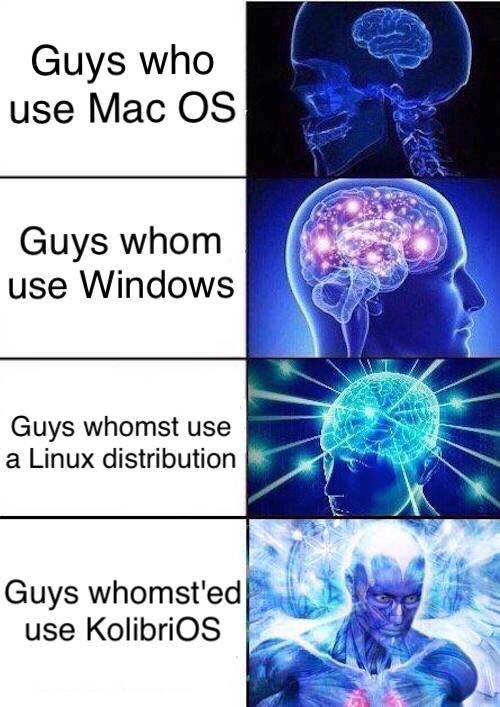 Guys who
use Mac OS
Guys whom
use Windows
Guys whomst use
a Linux distribution
Guys whomst'ed
use KolibriOS